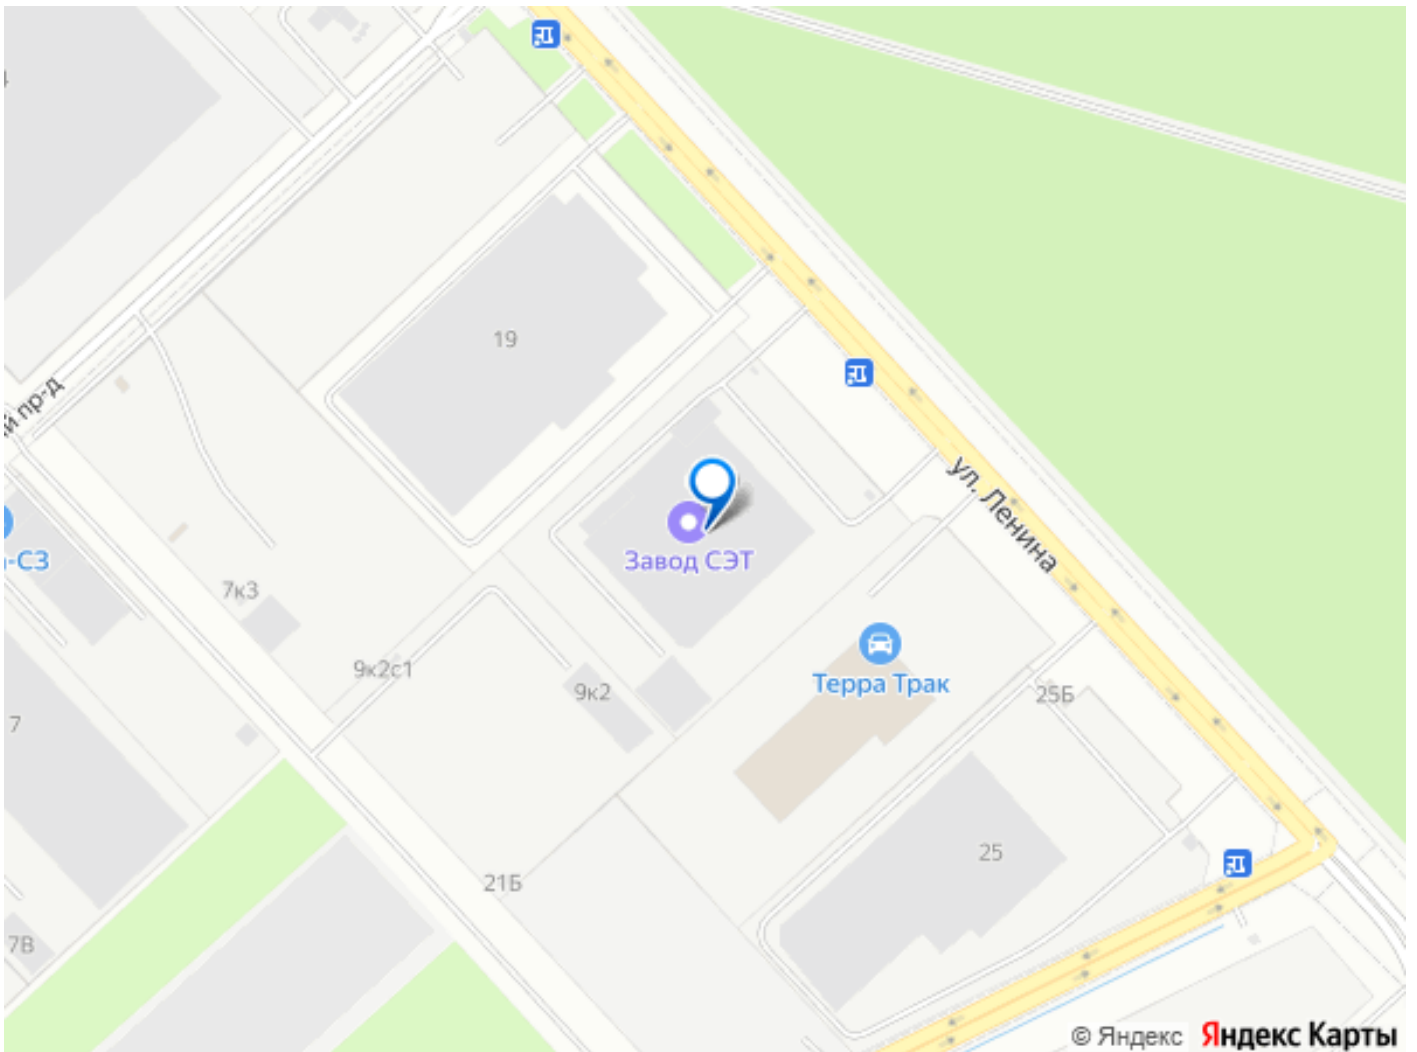 19
пр-д
ул. Ленина
Завод СЭТ
-СЗ
7к3
9к2с1
9к2
Терра Трак
25Б
7
25
21Б
7В
© Яндекс Яндекс Карты